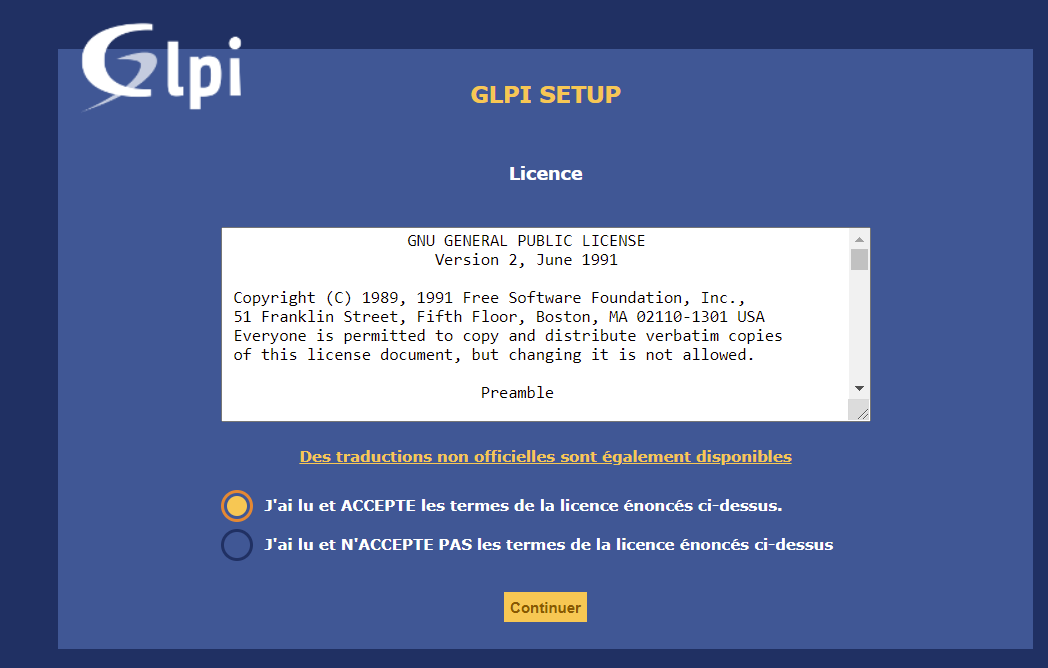 Glpi
GLPI SETUP
Licence
GNU GENERAL PUBLIC LICENSE
Version 2, June 1991
Copyright (C) 1989, 1991 Free Software Foundation, Inc.,
51 Franklin Street, Fifth Floor, Boston, MA 02110-1301 USA
Everyone is permitted to copy and distribute verbatim copies
of this license document, but changing it is not allowed.
Preamble
Des traductions non officielles sont également disponibles
J'ai lu et ACCEPTE les termes de la licence énoncés ci-dessus.
J'ai lu et N'ACCEPTE PAS les termes de la licence énoncés ci-dessus
Continuer